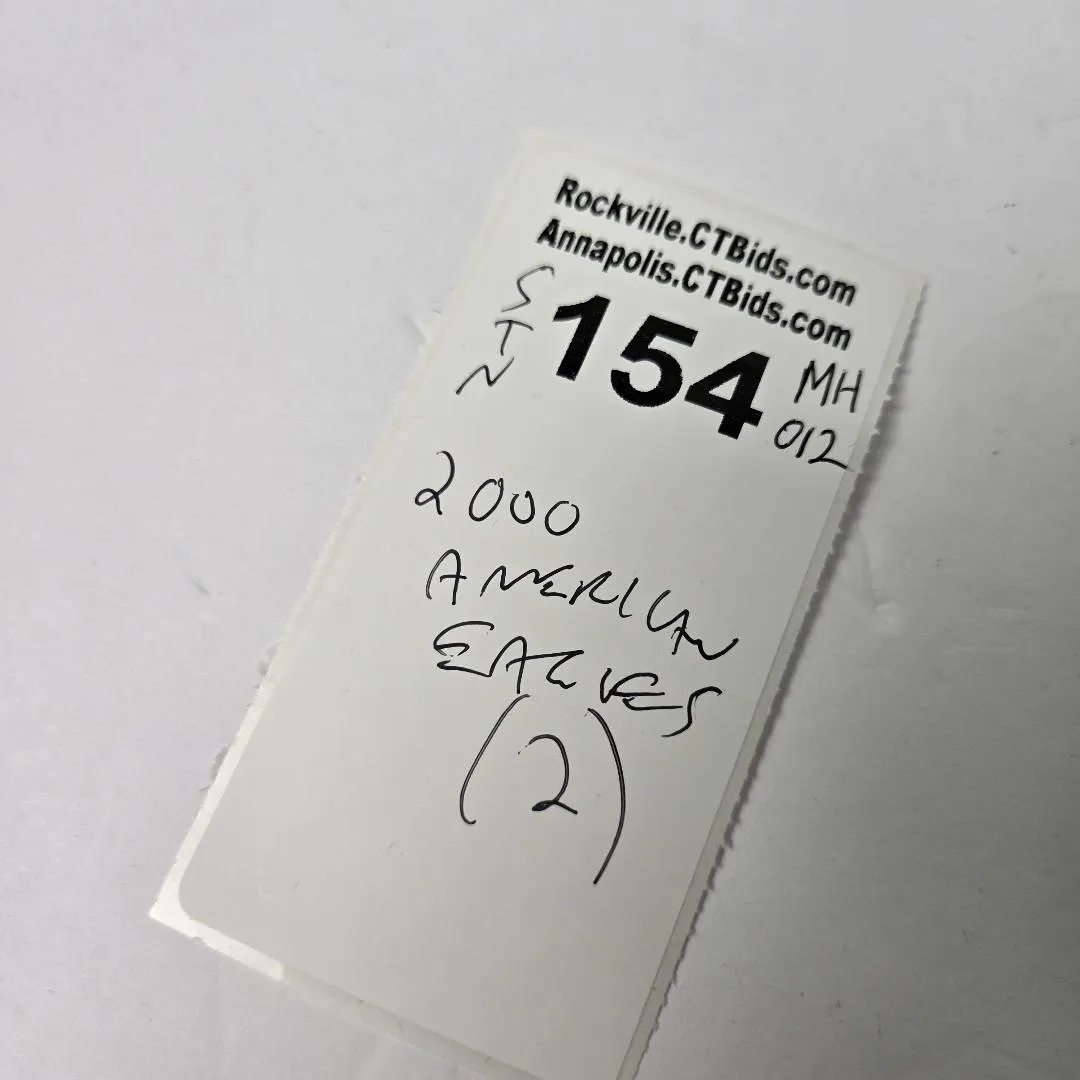 Rockville.CTBids.com
Annapolis.CTBids.com
STN
154
MH
012
2000
AMERICAN
EAGLES
(2)